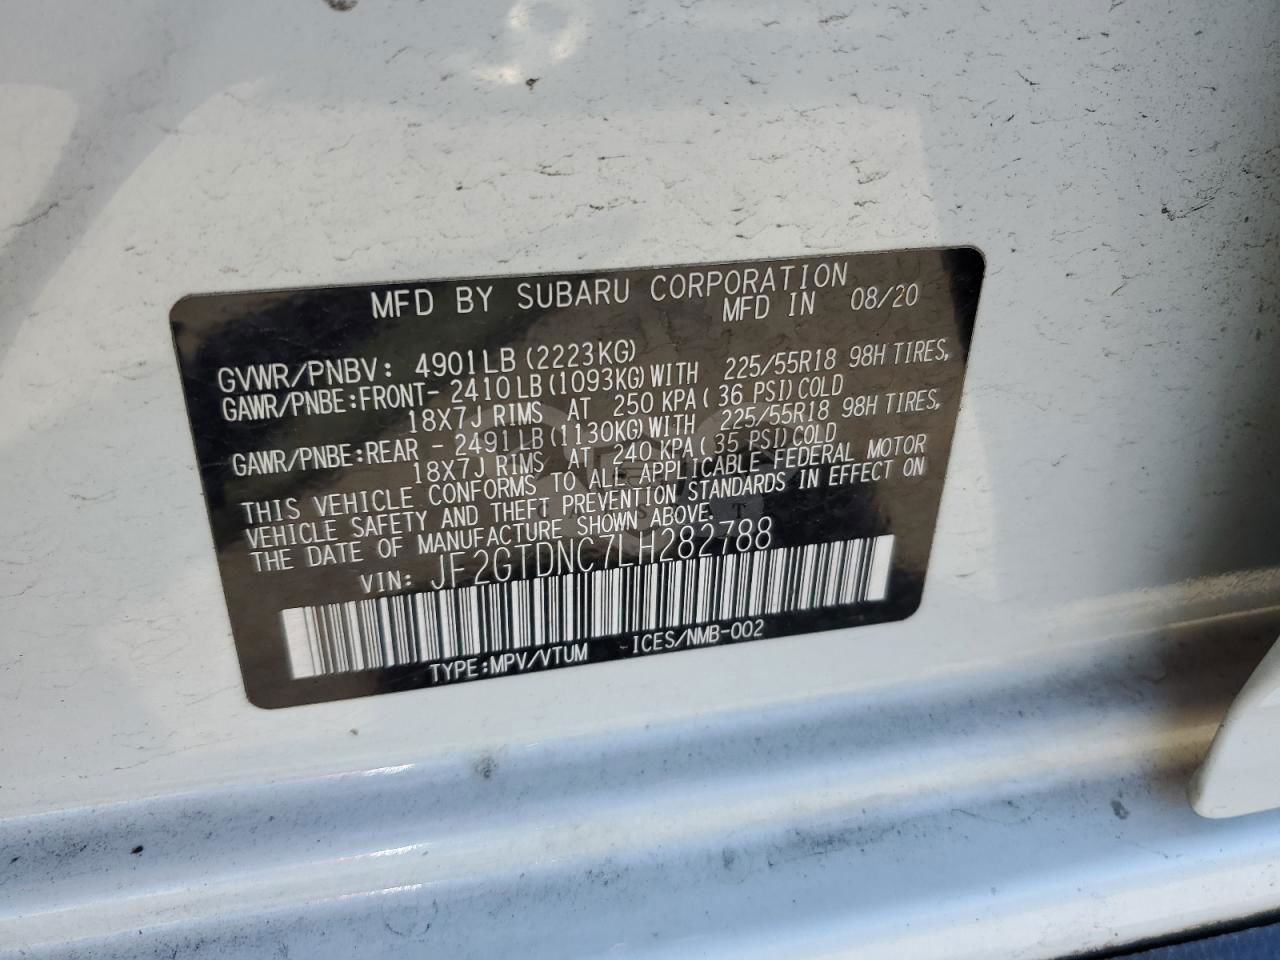 MFD BY SUBARU CORPORATION
MFD IN 08/20
GVWR/PNBV: 4901LB (2223KG)
GAWR/PNBE:FRONT- 2410LB (1093KG) WITH 225/55R18 98H TIRES,
18X7J RIMS AT 250 KPA ( 36 PSI) COLD
GAWR/PNBE:REAR - 2491LB (1130KG) WITH 225/55R18 98H TIRES,
18X7J RIMS AT 240 KPA ( 35 PSI) COLD
THIS VEHICLE CONFORMS TO ALL APPLICABLE FEDERAL MOTOR
VEHICLE SAFETY AND THEFT PREVENTION STANDARDS IN EFFECT ON
THE DATE OF MANUFACTURE SHOWN ABOVE.
VIN: JF2GTDNC7LH282788
TYPE:MPV/VTUM ICES/NMB-002